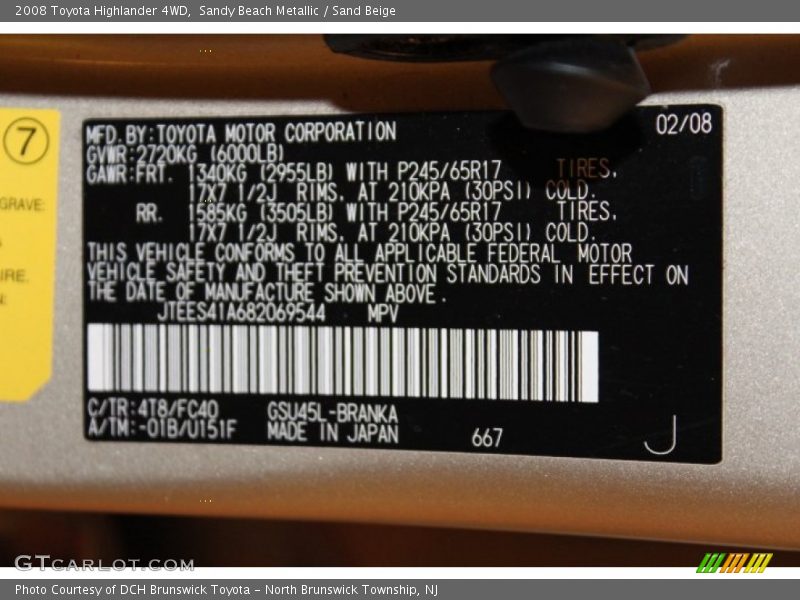 2008 Toyota Highlander 4WD,  Sandy Beach Metallic / Sand Beige
7
GRAVE:
MFD. BY:TOYOTA MOTOR CORPORATION 02/08
GVWR:2720KG (6000LB)
GAWR:FRT. 1340KG (2955LB) WITH P245/65R17 TIRES,
17X7 1/2J RIMS, AT 210KPA (30PSI) COLD.
RR. 1585KG (3505LB) WITH P245/65R17 TIRES,
17X7 1/2J RIMS, AT 210KPA (30PSI) COLD.
THIS VEHICLE CONFORMS TO ALL APPLICABLE FEDERAL MOTOR
VEHICLE SAFETY AND THEFT PREVENTION STANDARDS IN EFFECT ON
THE DATE OF MANUFACTURE SHOWN ABOVE.
JTEES41A682069544 MPV
C/TR:4T8/FC40 GSU45L-BRANKA
A/TM:-01B/U151F MADE IN JAPAN 667 J
GTCARLOT.COM
Photo Courtesy of DCH Brunswick Toyota – North Brunswick Township, NJ